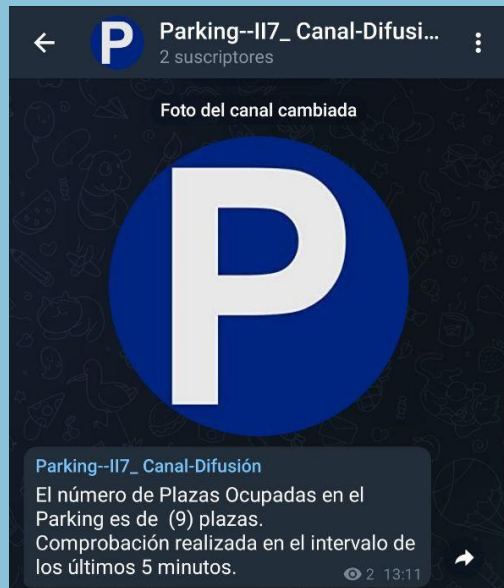 P
Parking--II7_ Canal-Difusi...
2 suscriptores
Foto del canal cambiada
P
Parking--II7_ Canal-Difusión
El número de Plazas Ocupadas en el
Parking es de (9) plazas.
Comprobación realizada en el intervalo de
los últimos 5 minutos.
2 13:11